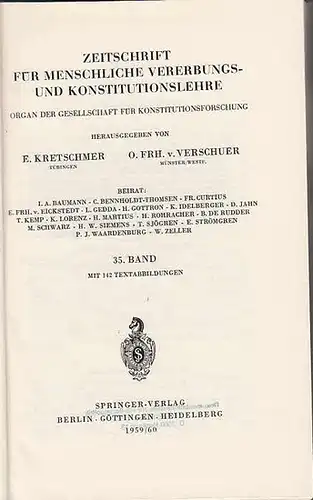 ZEITSCHRIFT
FÜR MENSCHLICHE VERERBUNGS-
UND KONSTITUTIONSLEHRE
ORGAN DER GESELLSCHAFT FÜR KONSTITUTIONSFORSCHUNG
HERAUSGEGEBEN VON
E. KRETSCHMER O. FRH. v. VERSCHUER
TÜBINGEN MÜNSTER/WESTF.
BEIRAT:
I. A. BAUMANN · C. BENNHOLDT-THOMSEN · FR. CURTIUS
E. FRH. v. EICKSTEDT · L. GEDDA · H. GOTTRON · K. IDELBERGER · D. JAHN
T. KEMP · K. LORENZ · H. MARTIUS · H. ROHRACHER · B. DE RUDDER
M. SCHWARZ · H. W. SIEMENS · T. SJÖGREN · E. STRÖMGREN
P. J. WAARDENBURG · W. ZELLER
35. BAND
MIT 142 TEXTABBILDUNGEN
SPRINGER-VERLAG
BERLIN · GÖTTINGEN · HEIDELBERG
1959/60